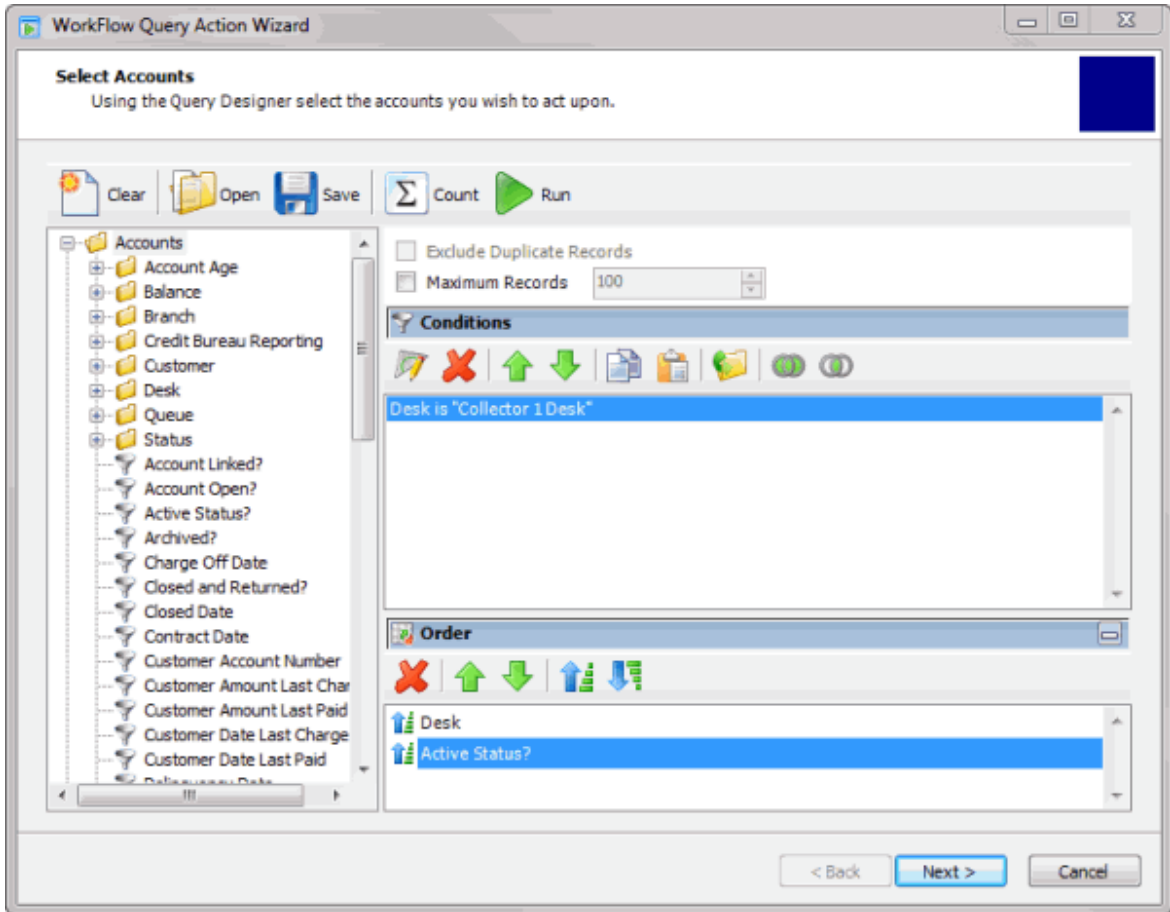 WorkFlow Query Action Wizard
Select Accounts
Using the Query Designer select the accounts you wish to act upon.
Clear Open Save Σ Count Run
Accounts
Account Age
Balance
Branch
Credit Bureau Reporting
Customer
Desk
Queue
Status
Account Linked?
Account Open?
Active Status?
Archived?
Charge Off Date
Closed and Returned?
Closed Date
Contract Date
Customer Account Number
Customer Amount Last Char
Customer Amount Last Paid
Customer Date Last Charge
Customer Date Last Paid
Delinquency Date
Exclude Duplicate Records
Maximum Records 100
Conditions
Desk is "Collector 1 Desk"
Order
Desk
Active Status?
< Back Next > Cancel